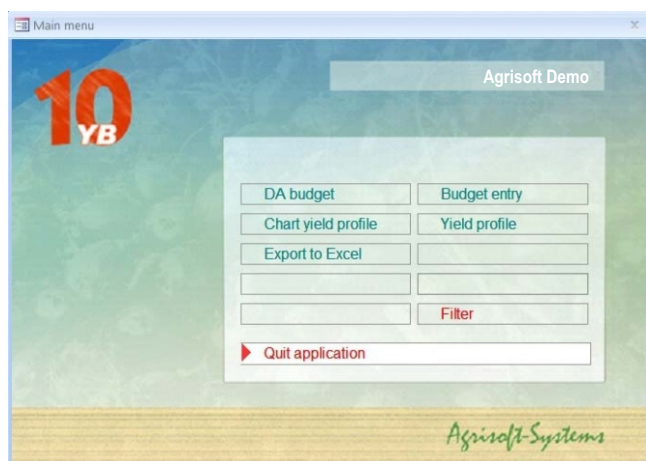 Main menu
Agrisoft Demo
10
YB
DA budget
Budget entry
Chart yield profile
Yield profile
Export to Excel
Filter
Quit application
Agrisoft-Systems